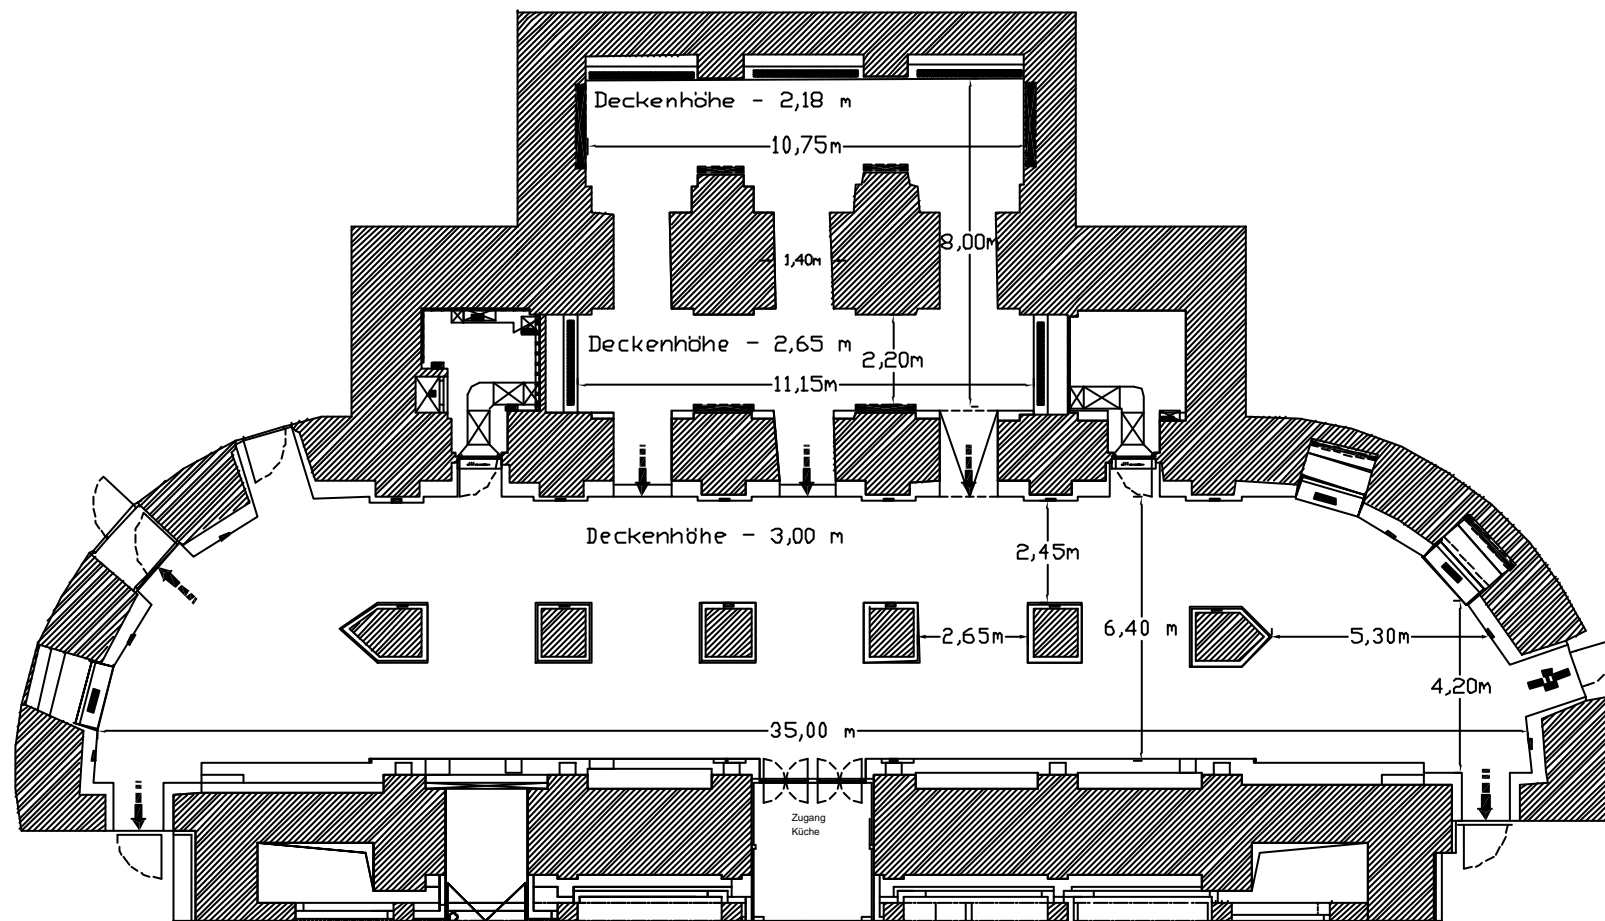 Deckenhöhe - 2,18 m
10,75m
8,00m
1,40m
Deckenhöhe - 2,65 m
2,20m
11,15m
Deckenhöhe - 3,00 m
2,45m
2,65m
6,40 m
5,30m
4,20m
35,00 m
Zugang
Küche